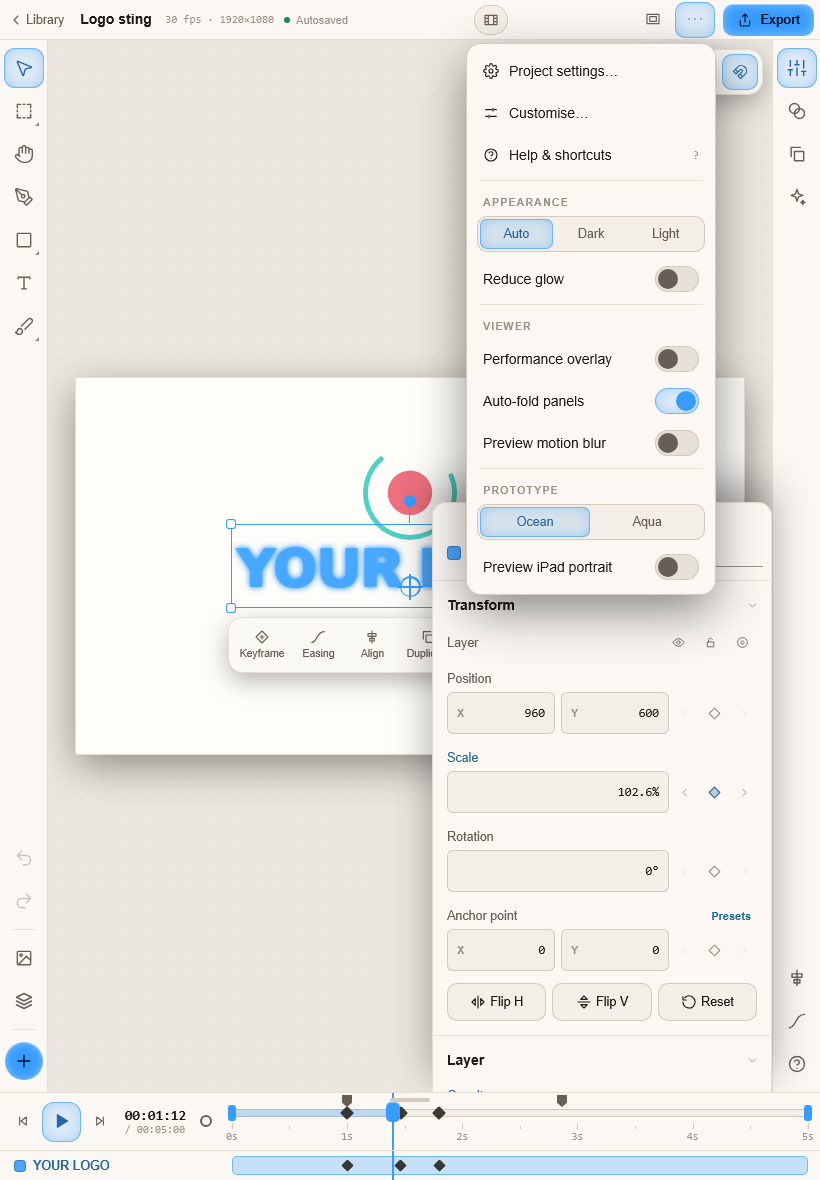 Library Logo sting 30 fps · 1920×1080 Autosaved Export
Project settings…
Customise…
Help & shortcuts ?
APPEARANCE
Auto Dark Light
Reduce glow
VIEWER
Performance overlay
Auto-fold panels
Preview motion blur
PROTOTYPE
Ocean Aqua
Preview iPad portrait
YOUR
Keyframe Easing Align
Transform
Layer
Position
X 960 Y 600
Scale
102.6%
Rotation
0°
Anchor point Presets
X 0 Y 0
Flip H Flip V Reset
Layer
00:01:12
/ 00:05:00
0s 1s 2s 3s 4s 5s
YOUR LOGO